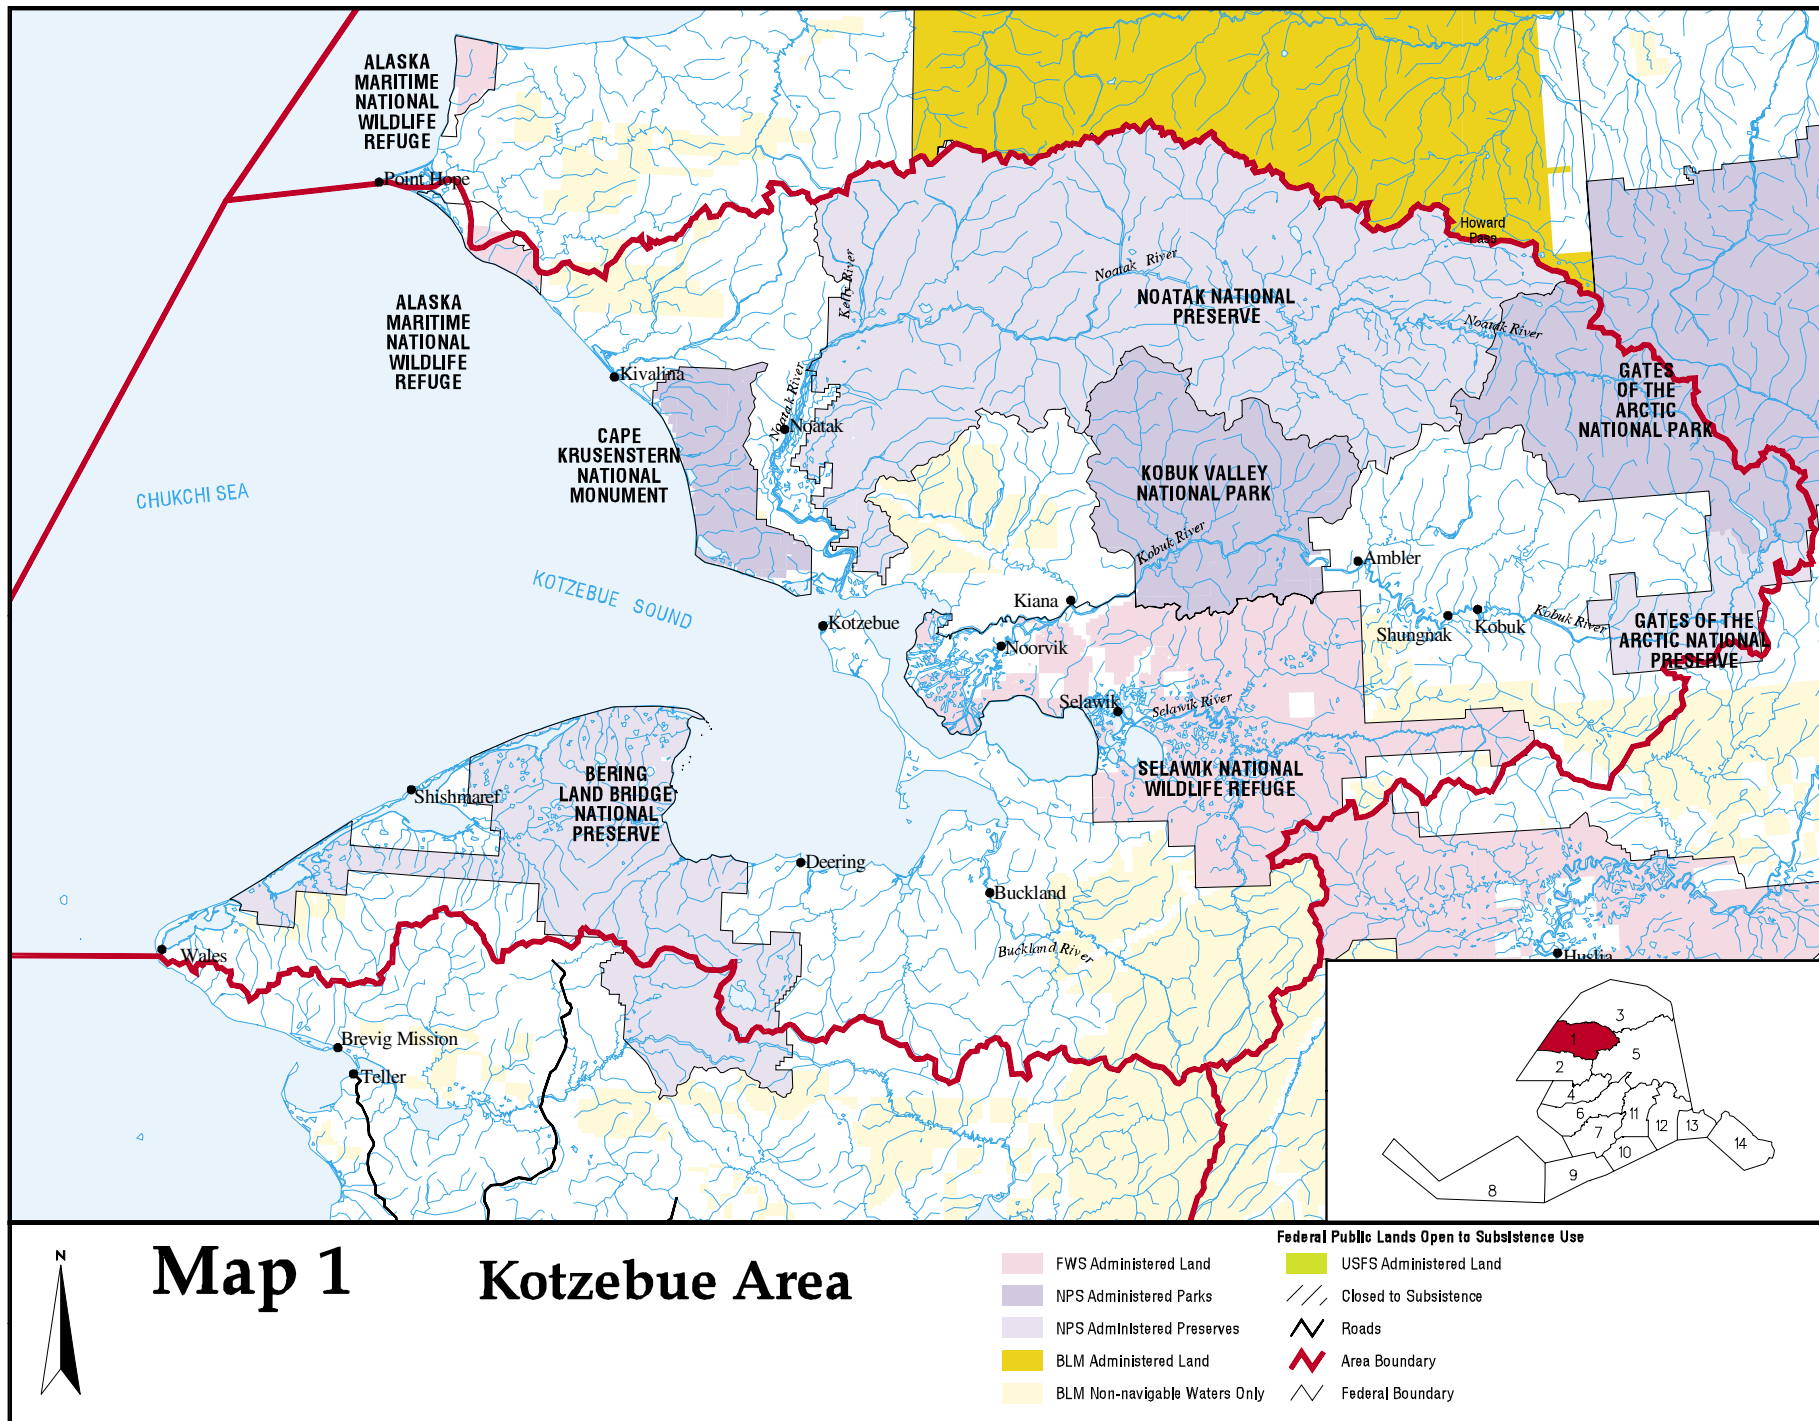 ALASKA
MARITIME
NATIONAL
WILDLIFE
REFUGE
Point Hope
Howard
Pass
Kelly River
Noatak River
NOATAK NATIONAL
PRESERVE
Noatak River
ALASKA
MARITIME
NATIONAL
WILDLIFE
REFUGE
Kivalina
Noatak River
Noatak
GATES
OF THE
ARCTIC
NATIONAL PARK
CAPE
KRUSENSTERN
NATIONAL
MONUMENT
KOBUK VALLEY
NATIONAL PARK
CHUKCHI SEA
Kobuk River
Ambler
KOTZEBUE SOUND
Kiana
Kotzebue
Noorvik
Shungnak
Kobuk
Kobuk River
GATES OF THE
ARCTIC NATIONAL
PRESERVE
Selawik
Selawik River
SELAWIK NATIONAL
WILDLIFE REFUGE
BERING
LAND BRIDGE
NATIONAL
PRESERVE
Shishmaref
Deering
Buckland
Buckland River
Wales
Huslia
Brevig Mission
Teller
3
1
5
2
4
6
11
12
13
7
14
10
9
8
N
Map 1
Kotzebue Area
Federal Public Lands Open to Subsistence Use
FWS Administered Land
NPS Administered Parks
NPS Administered Preserves
BLM Administered Land
BLM Non-navigable Waters Only
USFS Administered Land
Closed to Subsistence
Roads
Area Boundary
Federal Boundary